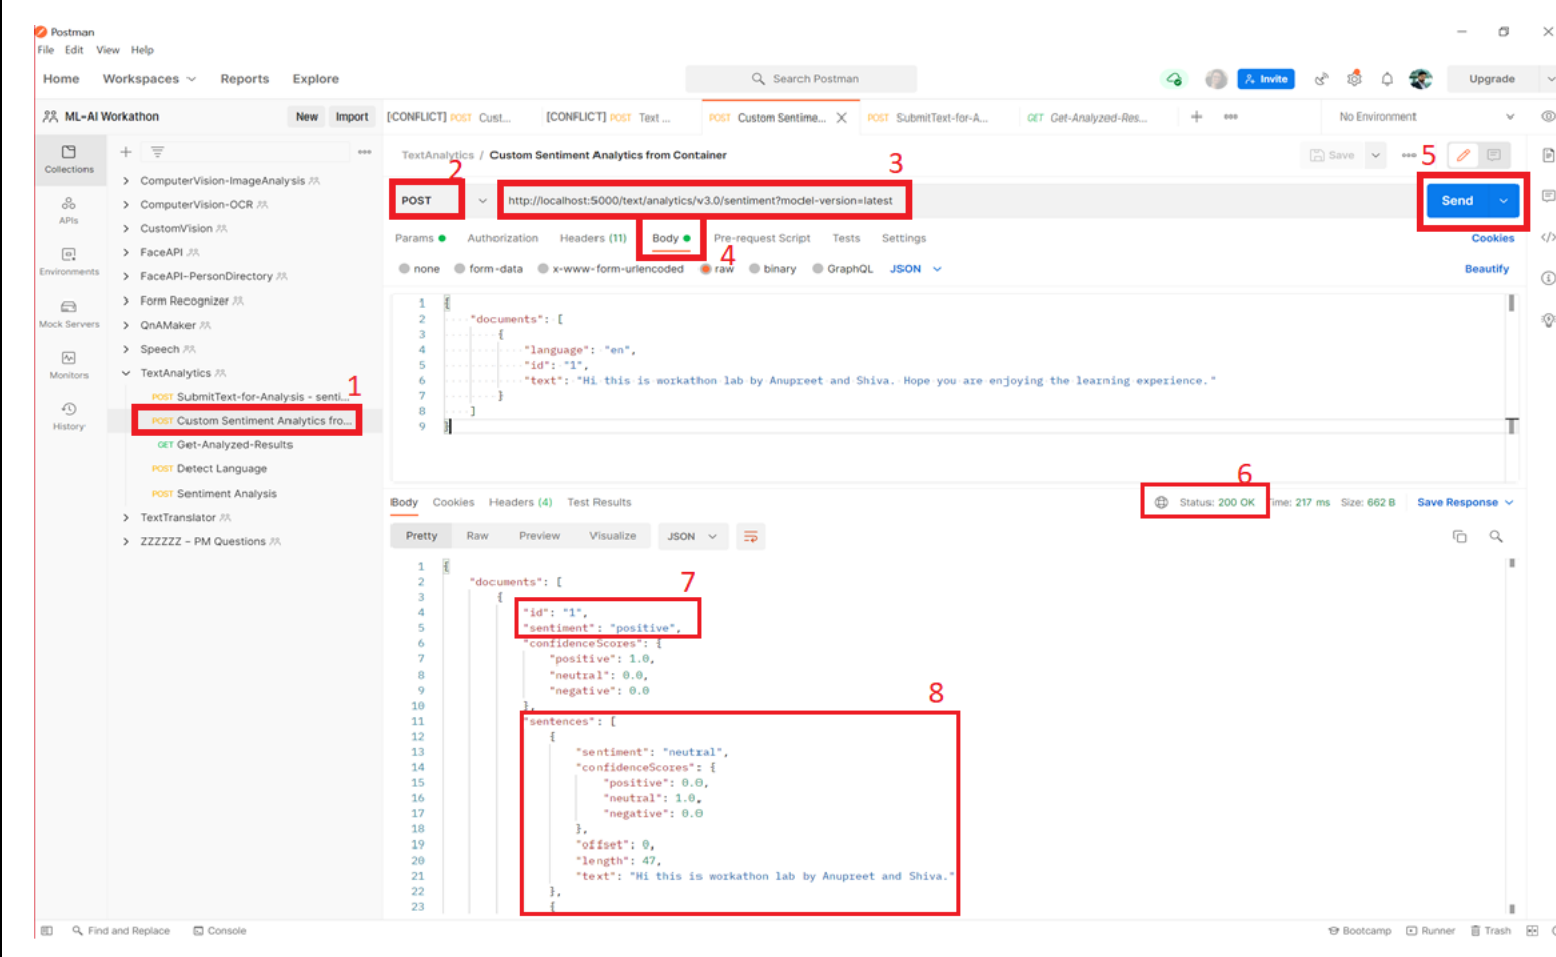 Postman
File Edit View Help
Home Workspaces Reports Explore Search Postman Invite Upgrade
ML-AI Workathon New Import [CONFLICT] POST Cust... [CONFLICT] POST Text ... POST Custom Sentime... POST SubmitText-for-A... GET Get-Analyzed-Res... No Environment
TextAnalytics / Custom Sentiment Analytics from Container Save
2 3 5
POST http://localhost:5000/text/analytics/v3.0/sentiment?model-version=latest Send
Params Authorization Headers (11) Body Pre-request Script Tests Settings Cookies
4
none form-data x-www-form-urlencoded raw binary GraphQL JSON Beautify
Collections
APIs
Environments
Mock Servers
Monitors
History
ComputerVision-ImageAnalysis
ComputerVision-OCR
CustomVision
FaceAPI
FaceAPI-PersonDirectory
Form Recognizer
QnAMaker
Speech
TextAnalytics
1
POST SubmitText-for-Analysis - senti...
POST Custom Sentiment Analytics fro...
GET Get-Analyzed-Results
POST Detect Language
POST Sentiment Analysis
TextTranslator
ZZZZZZ - PM Questions
1 {
2 "documents": [
3 {
4 "language": "en",
5 "id": "1",
6 "text": "Hi this is workathon lab by Anupreet and Shiva. Hope you are enjoying the learning experience."
7 }
8 ]
9 }
6
Body Cookies Headers (4) Test Results Status: 200 OK Time: 217 ms Size: 662 B Save Response
Pretty Raw Preview Visualize JSON
1 {
2 "documents": [
3 {
7
4 "id": "1",
5 "sentiment": "positive",
6 "confidenceScores": {
7 "positive": 1.0,
8 "neutral": 0.0,
9 "negative": 0.0
10 },
8
11 "sentences": [
12 {
13 "sentiment": "neutral",
14 "confidenceScores": {
15 "positive": 0.0,
16 "neutral": 1.0,
17 "negative": 0.0
18 },
19 "offset": 0,
20 "length": 47,
21 "text": "Hi this is workathon lab by Anupreet and Shiva."
22 },
23 {
Find and Replace Console Bootcamp Runner Trash